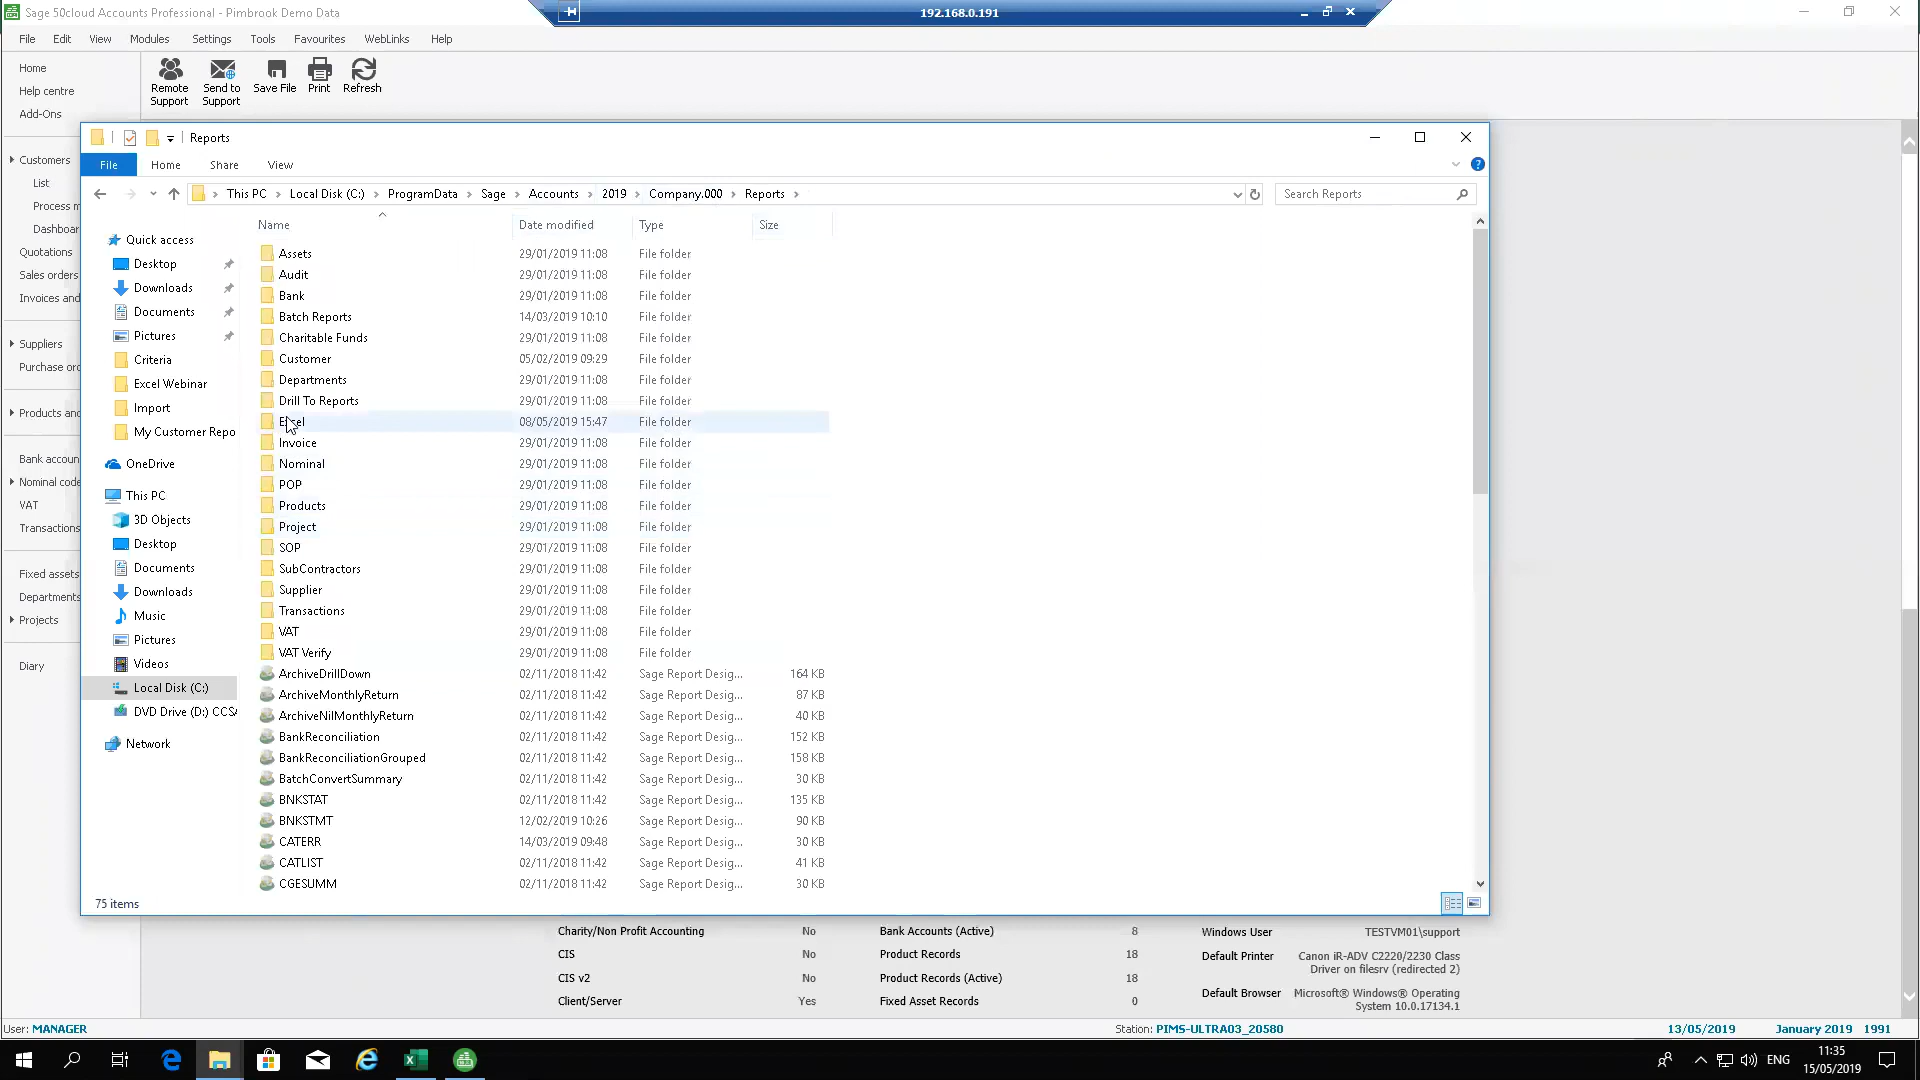 Sage 50cloud Accounts Professional - Pimbrook Demo Data
192.168.0.191
File Edit View Modules Settings Tools Favourites WebLinks Help
Home
Help centre
Add-Ons
Remote Support
Send to Support
Save File
Print
Refresh
Customers
List
Process m
Dashboar
Quotations
Sales orders
Invoices and
Suppliers
Purchase ord
Products and
Bank accoun
Nominal code
VAT
Transactions
Fixed assets
Departments
Projects
Diary
Reports
File Home Share View
This PC Local Disk (C:) ProgramData Sage Accounts 2019 Company.000 Reports
Search Reports
Quick access
Desktop
Downloads
Documents
Pictures
Criteria
Excel Webinar
Import
My Customer Repo
OneDrive
This PC
3D Objects
Desktop
Documents
Downloads
Music
Pictures
Videos
Local Disk (C:)
DVD Drive (D:) CCSA
Network
Name Date modified Type Size
Assets 29/01/2019 11:08 File folder
Audit 29/01/2019 11:08 File folder
Bank 29/01/2019 11:08 File folder
Batch Reports 14/03/2019 10:10 File folder
Charitable Funds 29/01/2019 11:08 File folder
Customer 05/02/2019 09:29 File folder
Departments 29/01/2019 11:08 File folder
Drill To Reports 29/01/2019 11:08 File folder
Excel 08/05/2019 15:47 File folder
Invoice 29/01/2019 11:08 File folder
Nominal 29/01/2019 11:08 File folder
POP 29/01/2019 11:08 File folder
Products 29/01/2019 11:08 File folder
Project 29/01/2019 11:08 File folder
SOP 29/01/2019 11:08 File folder
SubContractors 29/01/2019 11:08 File folder
Supplier 29/01/2019 11:08 File folder
Transactions 29/01/2019 11:08 File folder
VAT 29/01/2019 11:08 File folder
VAT Verify 29/01/2019 11:08 File folder
ArchiveDrillDown 02/11/2018 11:42 Sage Report Desig... 164 KB
ArchiveMonthlyReturn 02/11/2018 11:42 Sage Report Desig... 87 KB
ArchiveNilMonthlyReturn 02/11/2018 11:42 Sage Report Desig... 40 KB
BankReconciliation 02/11/2018 11:42 Sage Report Desig... 152 KB
BankReconciliationGrouped 02/11/2018 11:42 Sage Report Desig... 158 KB
BatchConvertSummary 02/11/2018 11:42 Sage Report Desig... 30 KB
BNKSTAT 02/11/2018 11:42 Sage Report Desig... 135 KB
BNKSTMT 12/02/2019 10:26 Sage Report Desig... 90 KB
CATERR 14/03/2019 09:48 Sage Report Desig... 30 KB
CATLIST 02/11/2018 11:42 Sage Report Desig... 41 KB
CGESUMM 02/11/2018 11:42 Sage Report Desig... 30 KB
75 items
Charity/Non Profit Accounting No
CIS No
CIS v2 No
Client/Server Yes
Bank Accounts (Active) 8
Product Records 18
Product Records (Active) 18
Fixed Asset Records 0
Windows User TESTVM01\support
Default Printer Canon iR-ADV C2220/2230 Class
Driver on filesrv (redirected 2)
Default Browser Microsoft® Windows® Operating
System 10.0.17134.1
User: MANAGER
Station: PIMS-ULTRA03_20580
13/05/2019
January 2019 1991
ENG
11:35
15/05/2019